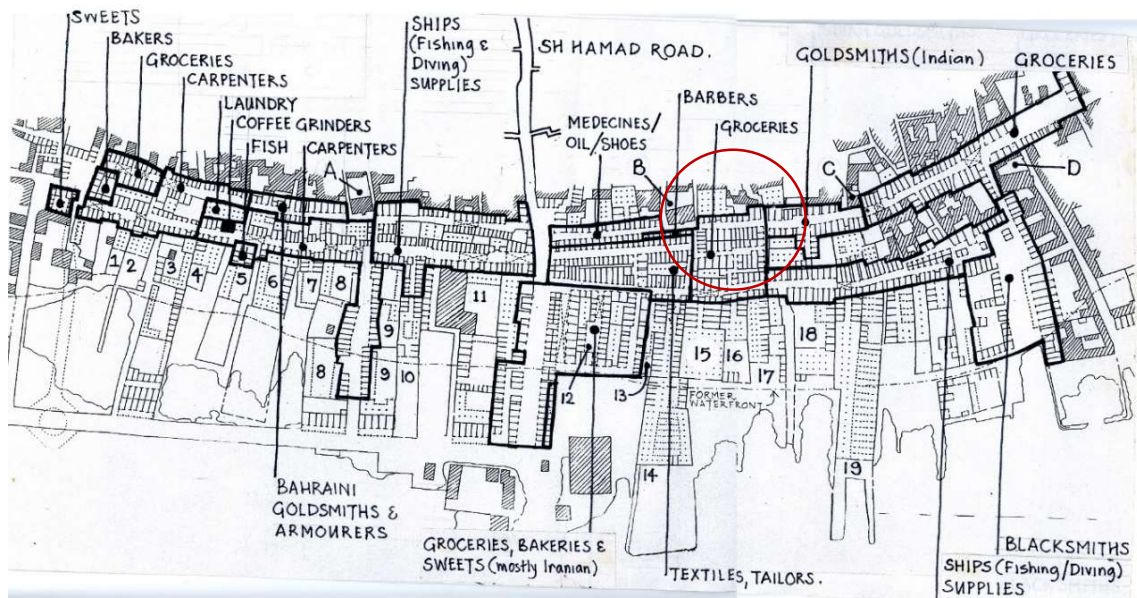 SWEETS
BAKERS
GROCERIES
CARPENTERS
LAUNDRY
COFFEE GRINDERS
FISH
CARPENTERS
A
SHIPS
(Fishing &
Diving)
SUPPLIES
SH HAMAD ROAD.
MEDECINES/
OIL/SHOES
B
BARBERS
GROCERIES
GOLDSMITHS (Indian)
GROCERIES
C
D
1
2
3
4
5
6
7
8
8
9
9
10
11
12
13
14
15
16
17
18
19
FORMER
WATERFRONT
BAHRAINI
GOLDSMITHS &
ARMOURERS
GROCERIES, BAKERIES &
SWEETS (mostly Iranian)
TEXTILES, TAILORS.
SHIPS (Fishing/Diving)
SUPPLIES
BLACKSMITHS